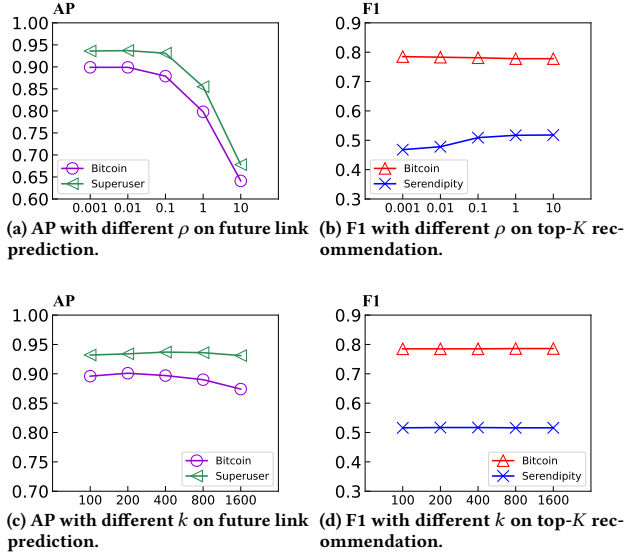 AP
1.00
0.95
0.90
0.85
0.80
0.75
0.70
0.65
0.60
Bitcoin
Superuser
0.001 0.01 0.1 1 10
(a) AP with different ρ on future link
prediction.
F1
0.9
0.8
0.7
0.6
0.5
0.4
0.3
Bitcoin
Serendipity
0.001 0.01 0.1 1 10
(b) F1 with different ρ on top-K rec-
ommendation.
AP
1.00
0.95
0.90
0.85
0.80
0.75
0.70
Bitcoin
Superuser
100 200 400 800 1600
(c) AP with different k on future link
prediction.
F1
0.9
0.8
0.7
0.6
0.5
0.4
0.3
Bitcoin
Serendipity
100 200 400 800 1600
(d) F1 with different k on top-K rec-
ommendation.